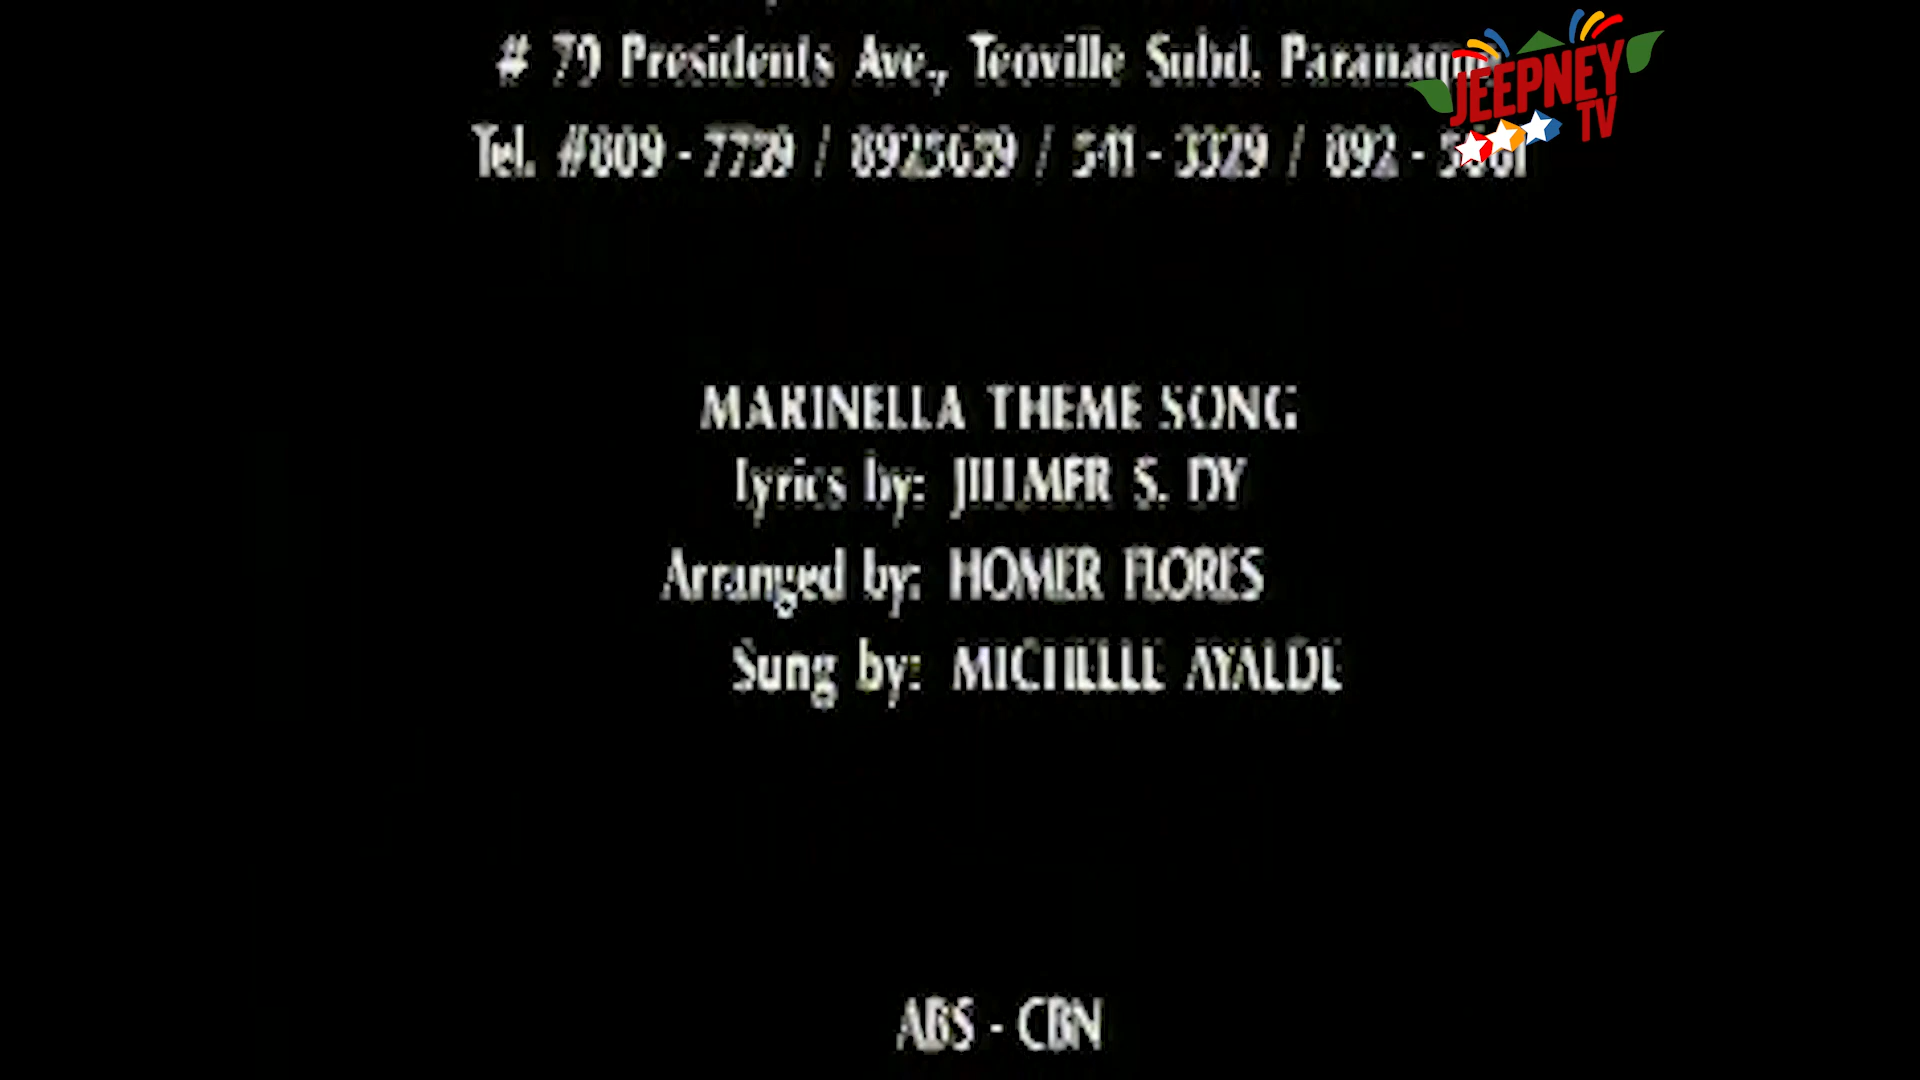 # 79 Presidents Ave., Teoville Subd. Paranaque
JEEPNEY
TV
Tel. #809 - 7739 / 8925639 / 541 - 3329 / 892 -
MARINELLA THEME SONG
Lyrics by: JILLMER S. DY
Arranged by: HOMER FLORES
Sung by: MICHELLE AYALDE
ABS - CBN